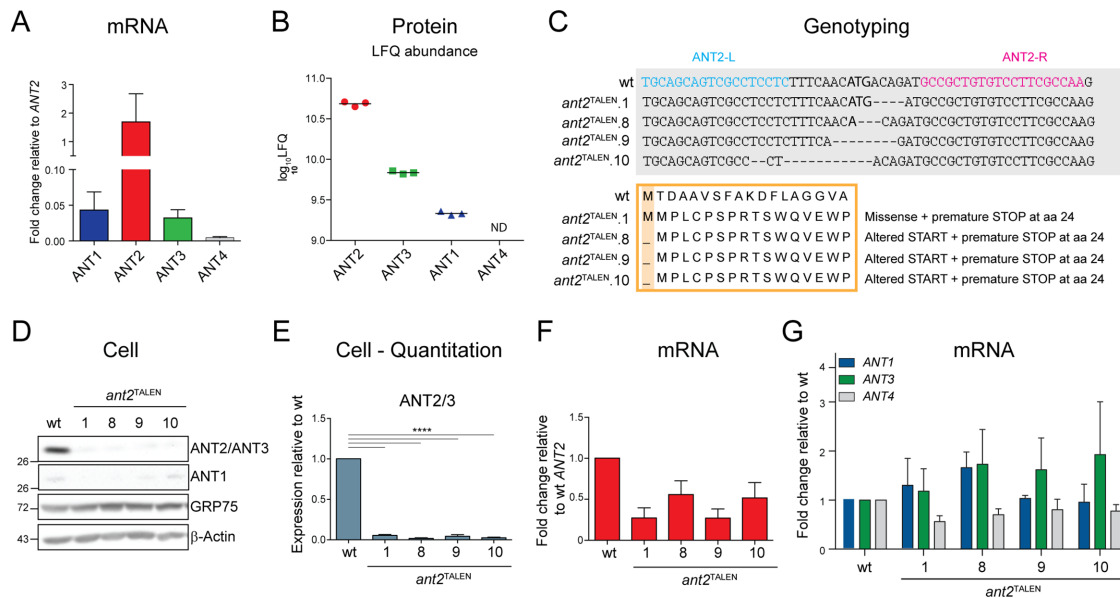 A
mRNA
Fold change relative to ANT2
3
2
1
0.10
0.05
0.00
ANT1
ANT2
ANT3
ANT4
B
Protein
LFQ abundance
log10LFQ
11.0
10.5
10.0
9.5
9.0
ND
ANT2
ANT3
ANT1
ANT4
C
Genotyping
ANT2-L ANT2-R
wt TGCAGCAGTCGCCTCCTCTTTCAACATGACAGATGCCGCTGTGTCCTTCGCCAAG
ant2TALEN.1 TGCAGCAGTCGCCTCCTCTTTCAACATG----ATGCCGCTGTGTCCTTCGCCAAG
ant2TALEN.8 TGCAGCAGTCGCCTCCTCTTTCAACA---CAGATGCCGCTGTGTCCTTCGCCAAG
ant2TALEN.9 TGCAGCAGTCGCCTCCTCTTTCA--------GATGCCGCTGTGTCCTTCGCCAAG
ant2TALEN.10 TGCAGCAGTCGCC--CT-----------ACAGATGCCGCTGTGTCCTTCGCCAAG
wt M T D A A V S F A K D F L A G G V A
ant2TALEN.1 M M P L C P S P R T S W Q V E W P Missense + premature STOP at aa 24
ant2TALEN.8 _ M P L C P S P R T S W Q V E W P Altered START + premature STOP at aa 24
ant2TALEN.9 _ M P L C P S P R T S W Q V E W P Altered START + premature STOP at aa 24
ant2TALEN.10 _ M P L C P S P R T S W Q V E W P Altered START + premature STOP at aa 24
D
Cell
ant2TALEN
wt 1 8 9 10
26 ANT2/ANT3
26 ANT1
72 GRP75
43 β-Actin
E
Cell - Quantitation
ANT2/3
Expression relative to wt
1.5
1.0
0.5
0.0
****
wt 1 8 9 10
ant2TALEN
F
mRNA
Fold change relative
to wt ANT2
1.5
1.0
0.5
0.0
wt 1 8 9 10
ant2TALEN
G
mRNA
Fold change relative to wt
4
3
2
1
0
ANT1
ANT3
ANT4
wt 1 8 9 10
ant2TALEN